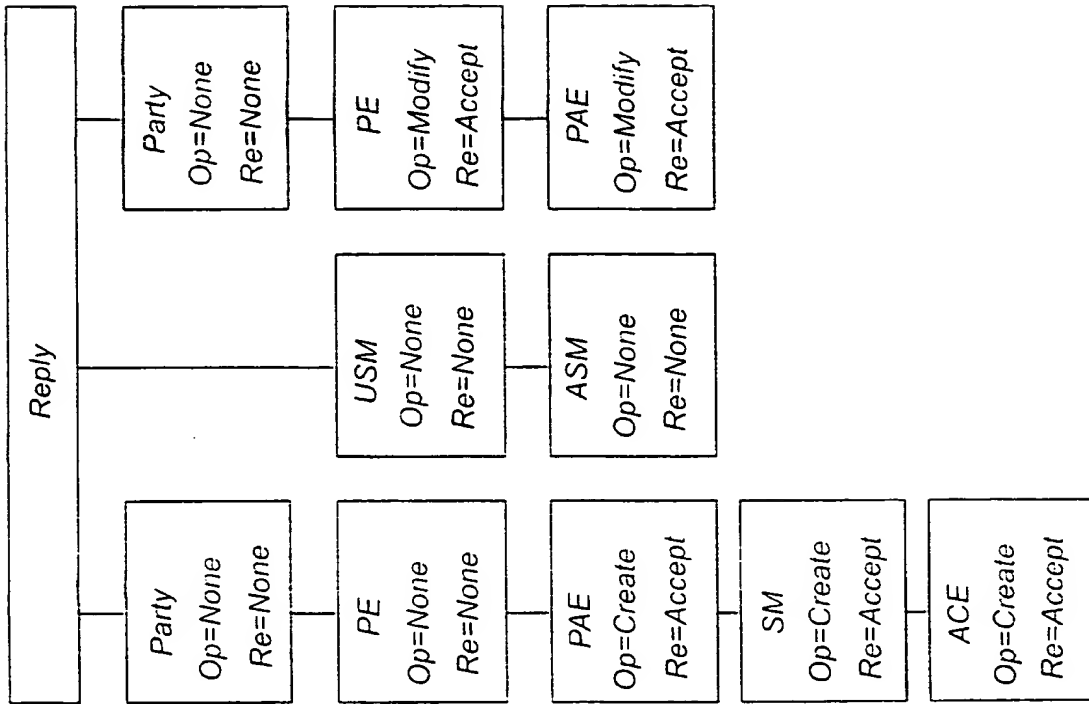 Reply
Party
Op=None
Re=None
PE
Op=None
Re=None
PAE
Op=Create
Re=Accept
SM
Op=Create
Re=Accept
ACE
Op=Create
Re=Accept
USM
Op=None
Re=None
ASM
Op=None
Re=None
Party
Op=None
Re=None
PE
Op=Modify
Re=Accept
PAE
Op=Modify
Re=Accept